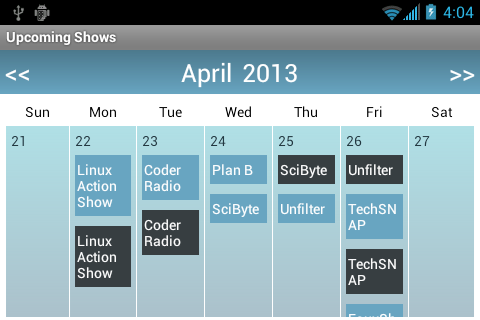 4:04
Upcoming Shows
<< April 2013 >>
Sun Mon Tue Wed Thu Fri Sat
21 22 23 24 25 26 27
Linux
Action
Show
Linux
Action
Show
Coder
Radio
Coder
Radio
Plan B
SciByte
SciByte
Unfilter
Unfilter
TechSN
AP
TechSN
AP